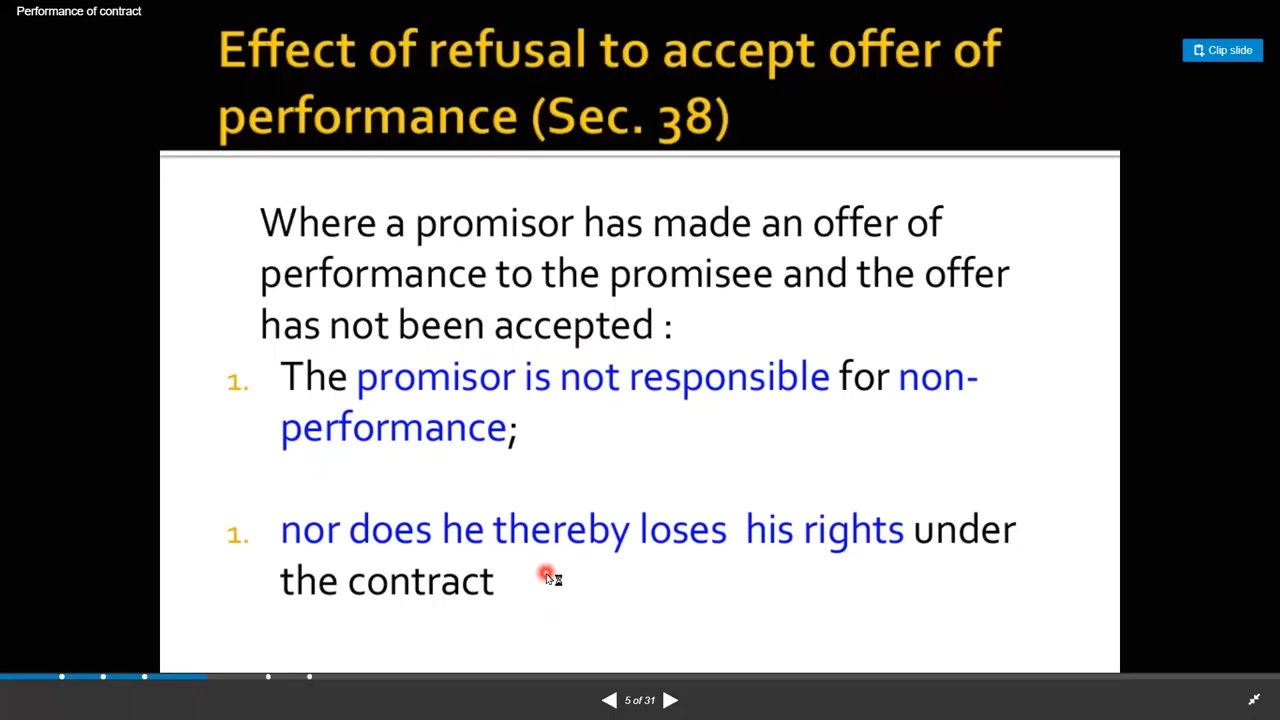 Performance of contract
Effect of refusal to accept offer of
performance (Sec. 38)
Clip slide
Where a promisor has made an offer of
performance to the promisee and the offer
has not been accepted :
1. The promisor is not responsible for non-
performance;
1. nor does he thereby loses his rights under
the contract
5 of 31